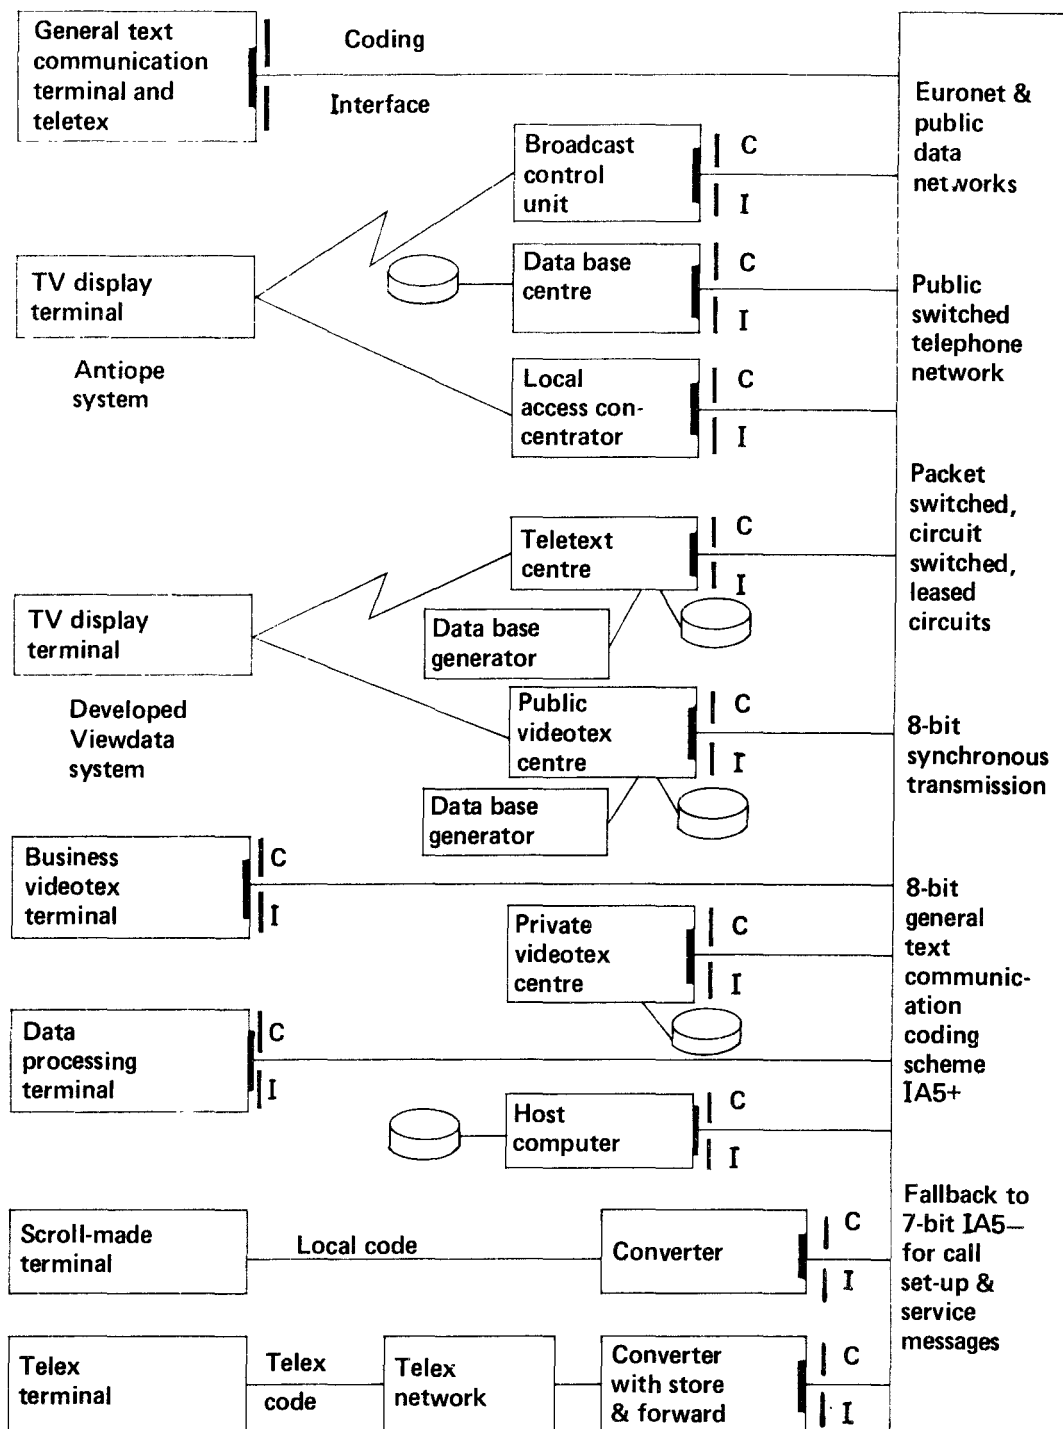 General text
communication
terminal and
teletex
Coding
Interface
Broadcast
control
unit
C
I
TV display
terminal
Data base
centre
C
I
Antiope
system
Local
access con-
centrator
C
I
Teletext
centre
C
I
TV display
terminal
Data base
generator
Developed
Viewdata
system
Public
videotex
centre
C
I
Data base
generator
Business
videotex
terminal
C
I
Private
videotex
centre
C
I
Data
processing
terminal
C
I
Host
computer
C
I
Scroll-made
terminal
Local code
Converter
C
I
Telex
terminal
Telex
code
Telex
network
Converter
with store
& forward
C
I
Euronet &
public
data
networks
Public
switched
telephone
network
Packet
switched,
circuit
switched,
leased
circuits
8-bit
synchronous
transmission
8-bit
general
text
communic-
ation
coding
scheme
IA5+
Fallback to
7-bit IA5–
for call
set-up &
service
messages